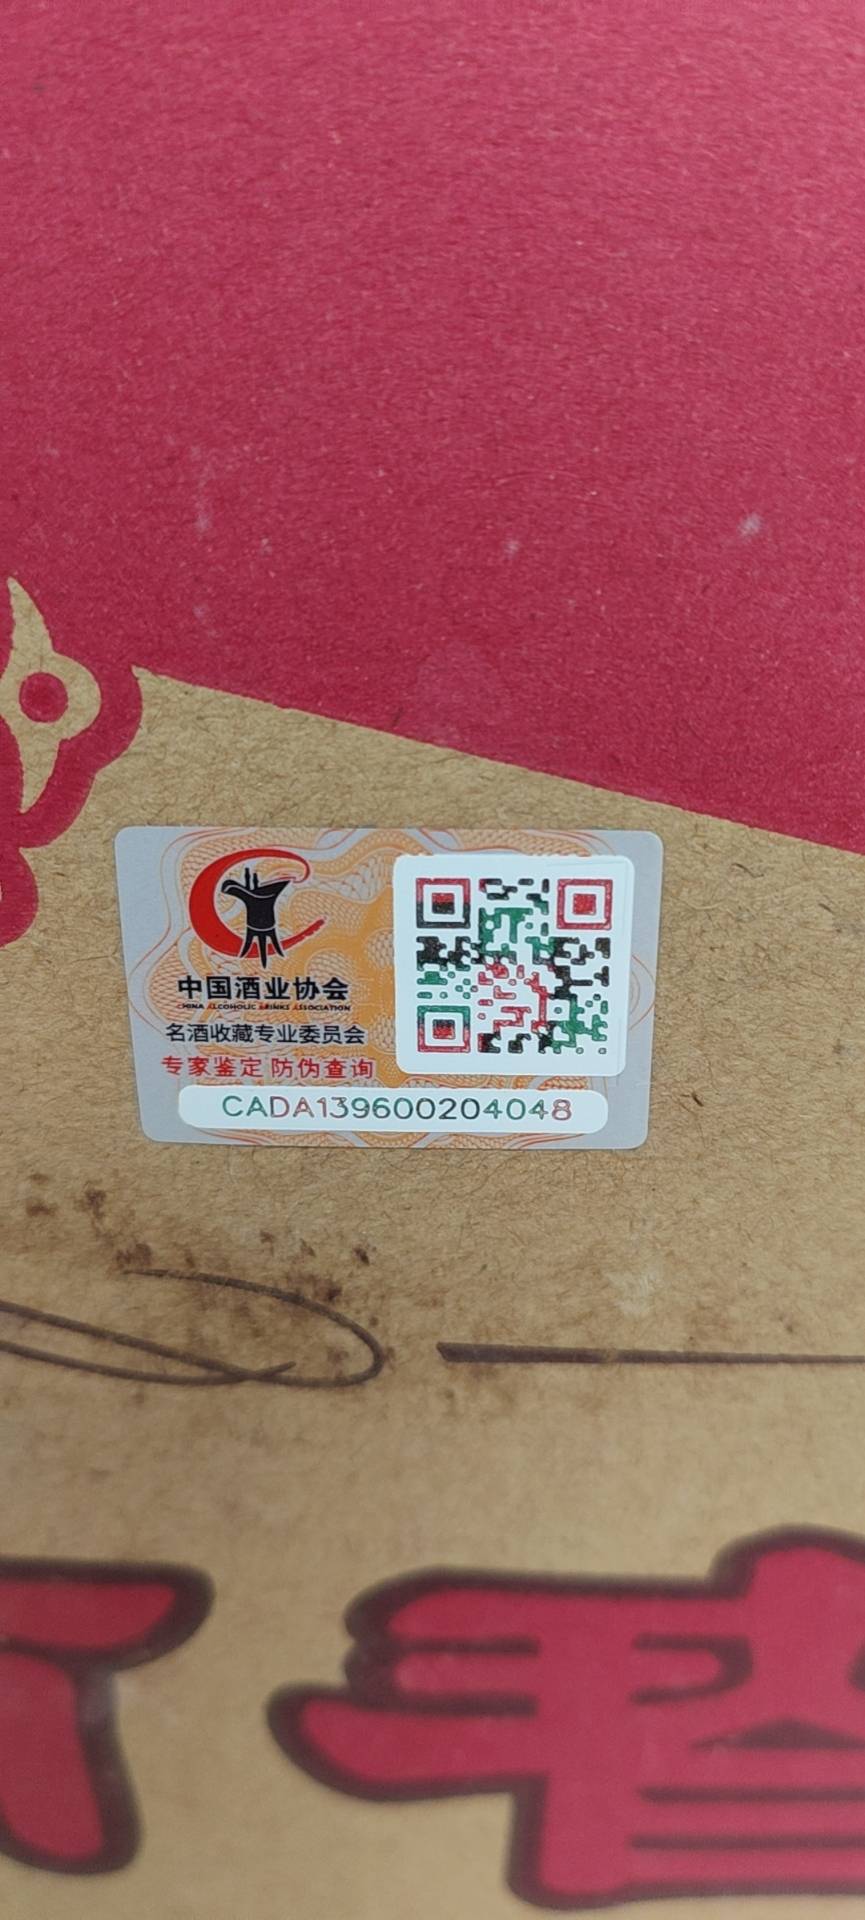 中国酒业协会
CHINA ALCOHOLIC DRINKS ASSOCIATION
名酒收藏专业委员会
专家鉴定 防伪查询
CADA139600204048